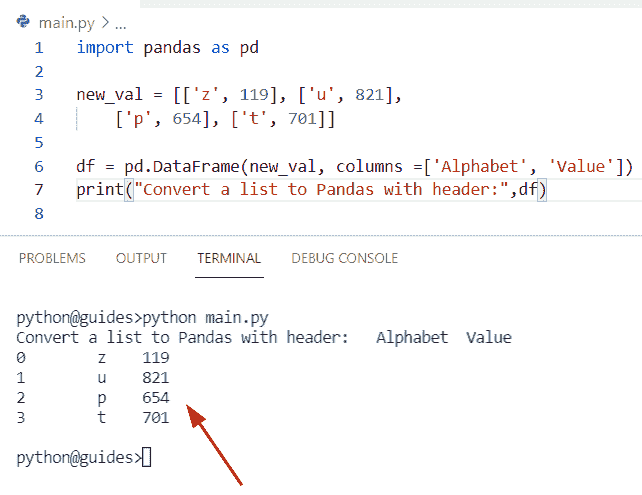 main.py > ...
1 import pandas as pd
2
3 new_val = [['z', 119], ['u', 821],
4     ['p', 654], ['t', 701]]
5
6 df = pd.DataFrame(new_val, columns =['Alphabet', 'Value'])
7 print("Convert a list to Pandas with header:",df)
8
PROBLEMS OUTPUT TERMINAL DEBUG CONSOLE
python@guides>python main.py
Convert a list to Pandas with header:   Alphabet  Value
0        z    119
1        u    821
2        p    654
3        t    701
python@guides>